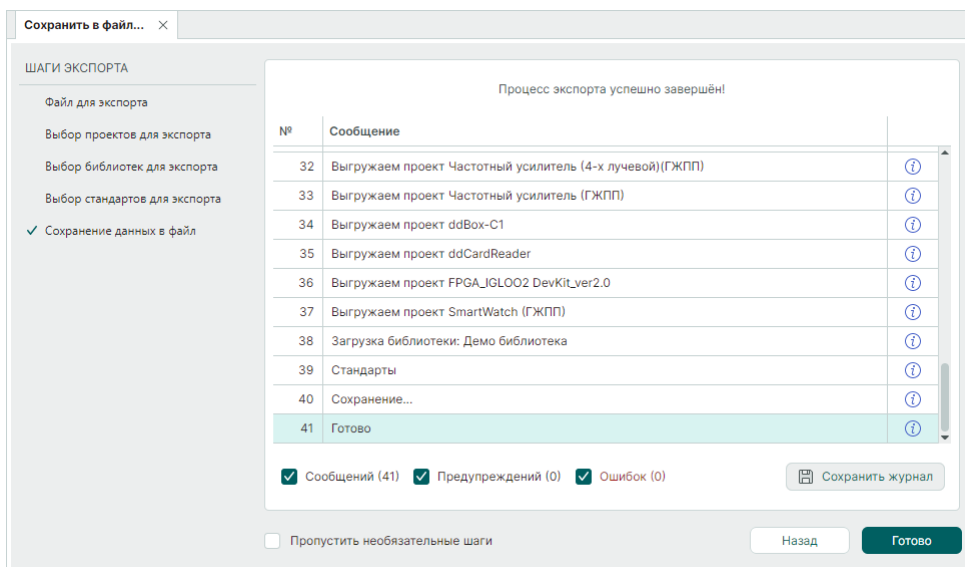 Сохранить в файл...
ШАГИ ЭКСПОРТА
Файл для экспорта
Выбор проектов для экспорта
Выбор библиотек для экспорта
Выбор стандартов для экспорта
Сохранение данных в файл
Процесс экспорта успешно завершён!
№ Сообщение
32 Выгружаем проект Частотный усилитель (4-х лучевой)(ГЖПП)
33 Выгружаем проект Частотный усилитель (ГЖПП)
34 Выгружаем проект ddBox-C1
35 Выгружаем проект ddCardReader
36 Выгружаем проект FPGA_IGLOO2 DevKit_ver2.0
37 Выгружаем проект SmartWatch (ГЖПП)
38 Загрузка библиотеки: Демо библиотека
39 Стандарты
40 Сохранение...
41 Готово
Сообщений (41) Предупреждений (0) Ошибок (0) Сохранить журнал
Пропустить необязательные шаги Назад Готово